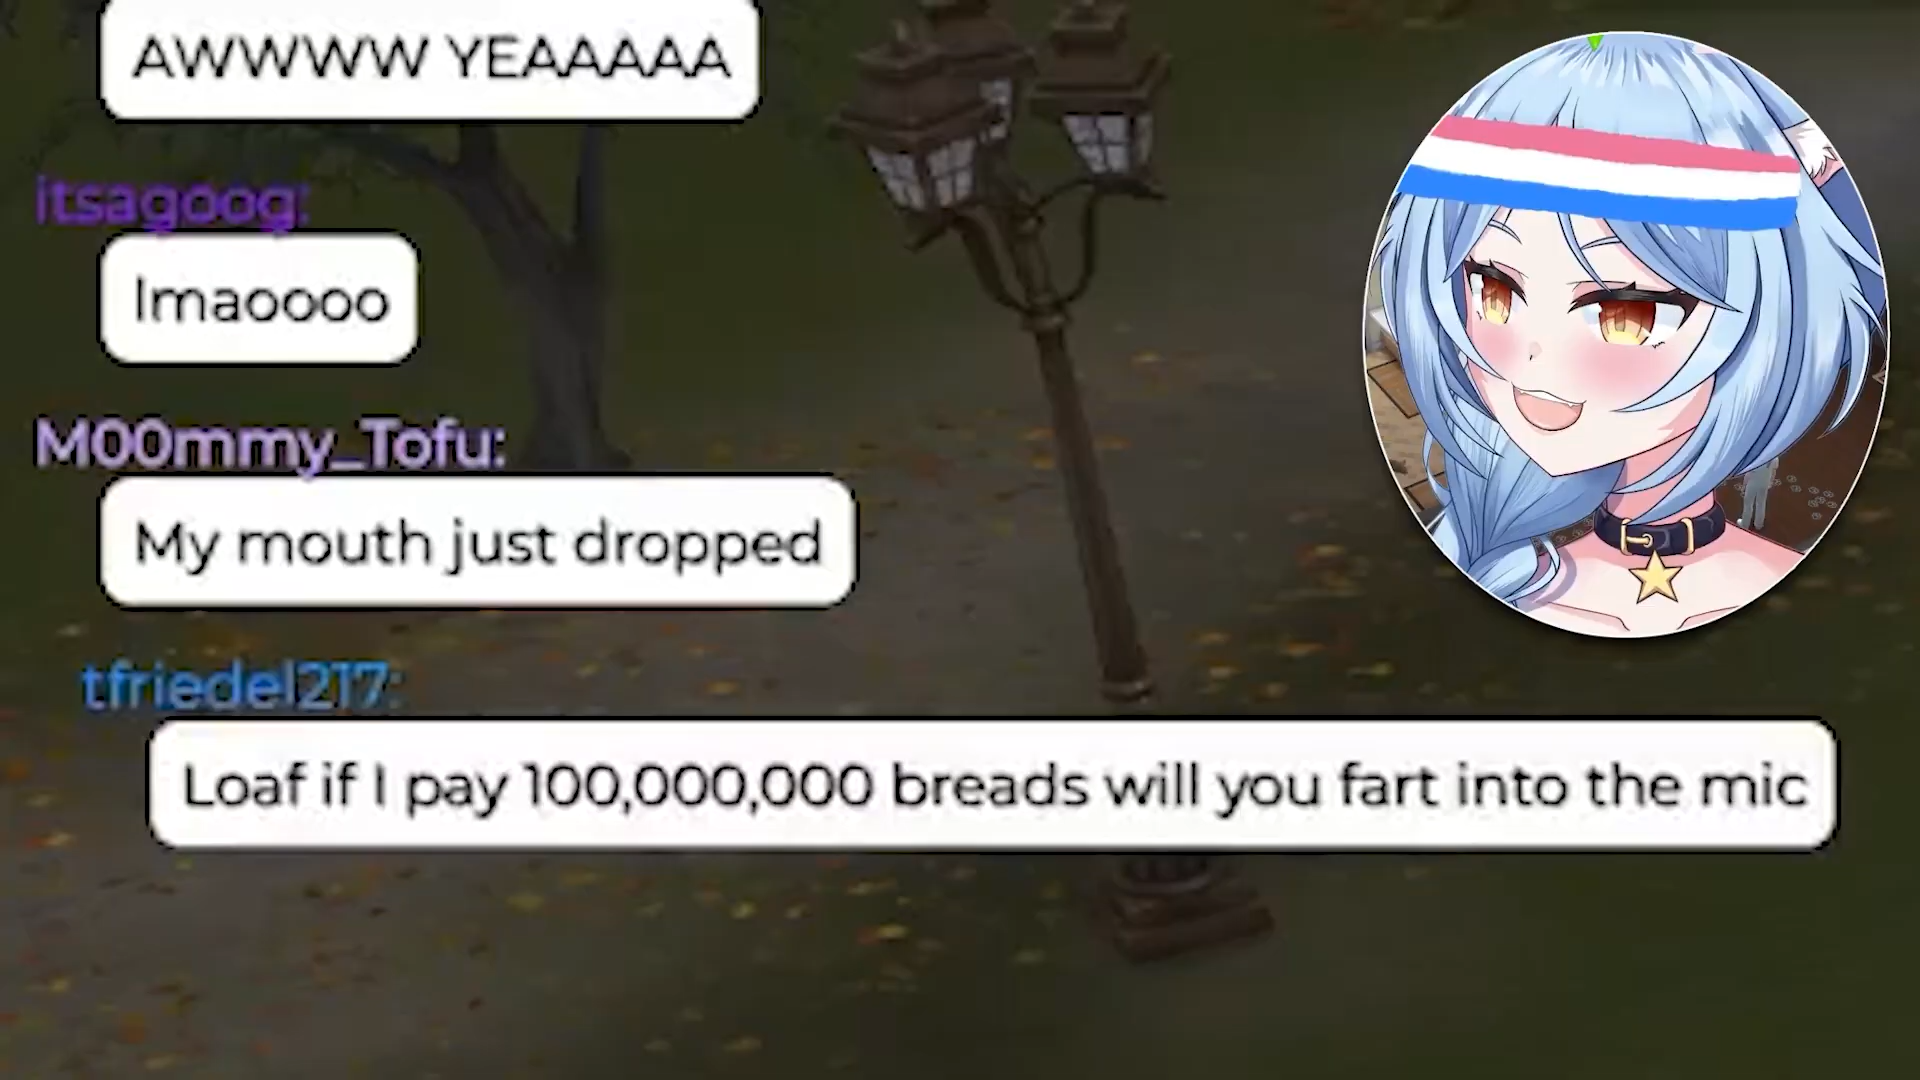 AWWWW YEAAAAA
itsagoog:
lmaoooo
M00mmy_Tofu:
My mouth just dropped
tfriedel217:
Loaf if I pay 100,000,000 breads will you fart into the mic